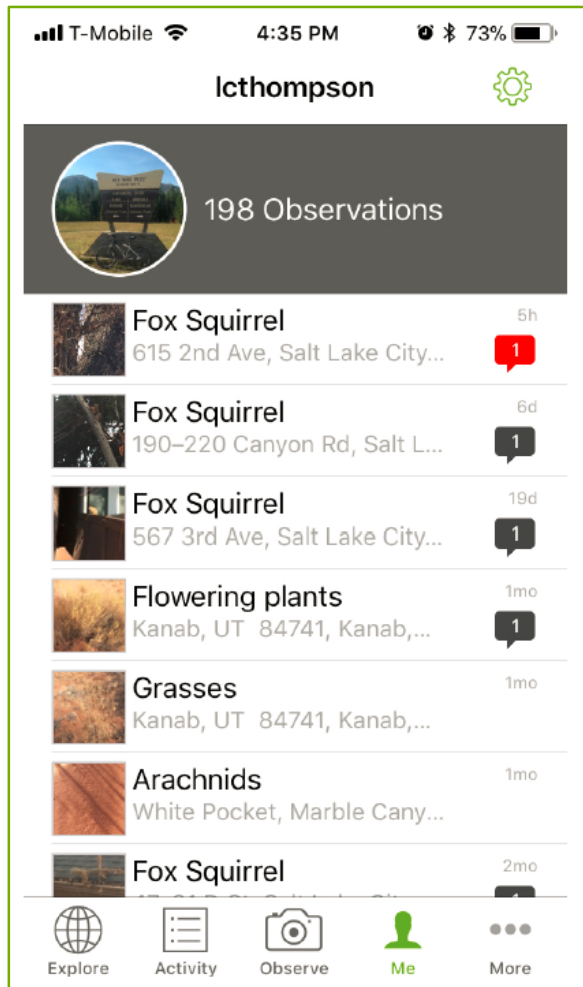 T-Mobile 4:35 PM 73%
lcthompson
198 Observations
Fox Squirrel 5h
615 2nd Ave, Salt Lake City... 1
Fox Squirrel 6d
190–220 Canyon Rd, Salt L... 1
Fox Squirrel 19d
567 3rd Ave, Salt Lake City... 1
Flowering plants 1mo
Kanab, UT  84741, Kanab,... 1
Grasses 1mo
Kanab, UT  84741, Kanab,...
Arachnids 1mo
White Pocket, Marble Cany...
Fox Squirrel 2mo
Explore Activity Observe Me More